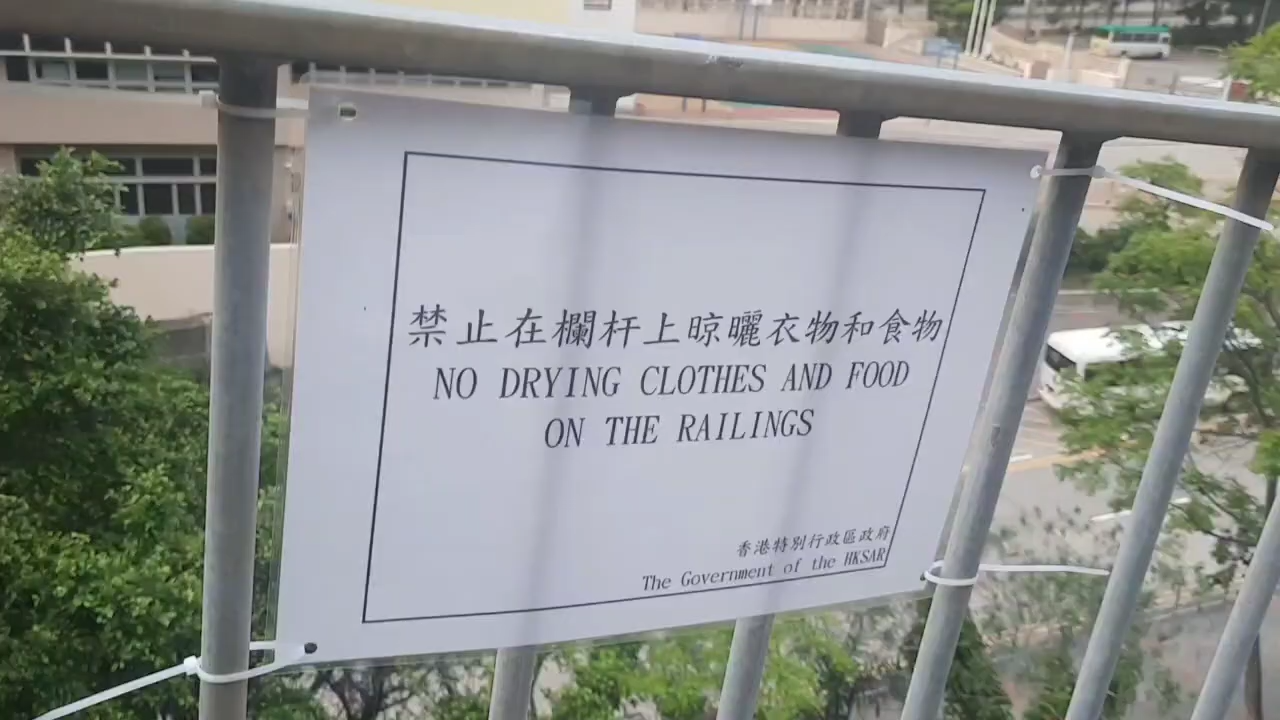 禁止在欄杆上晾曬衣物和食物
NO DRYING CLOTHES AND FOOD
ON THE RAILINGS
香港特別行政區政府
The Government of the HKSAR